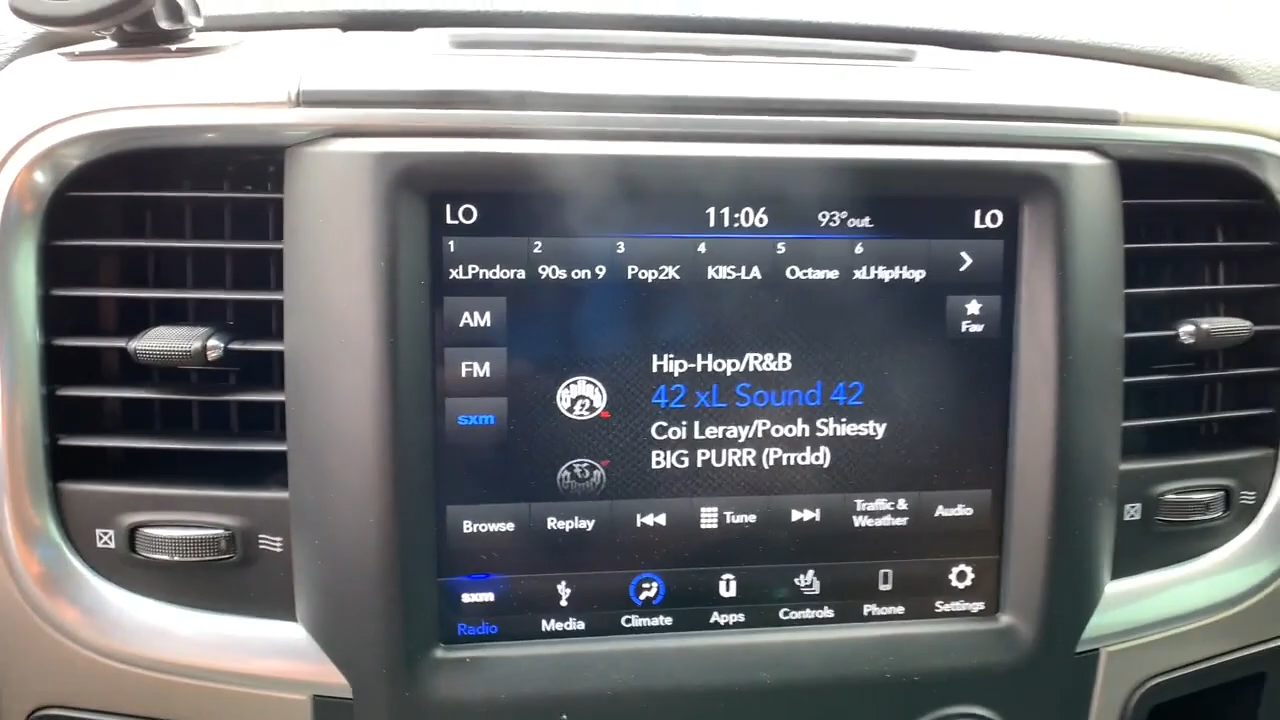 LO 11:06 93° out. LO
1 2 3 4 5 6
xLPndora 90s on 9 Pop2K KIIS-LA Octane xLHipHop
AM
Fav
FM
sxm
Hip-Hop/R&B
42 xL Sound 42
Coi Leray/Pooh Shiesty
BIG PURR (Prrdd)
Browse Replay Tune Traffic & Weather Audio
sxm
Radio Media Climate Apps Controls Phone Settings